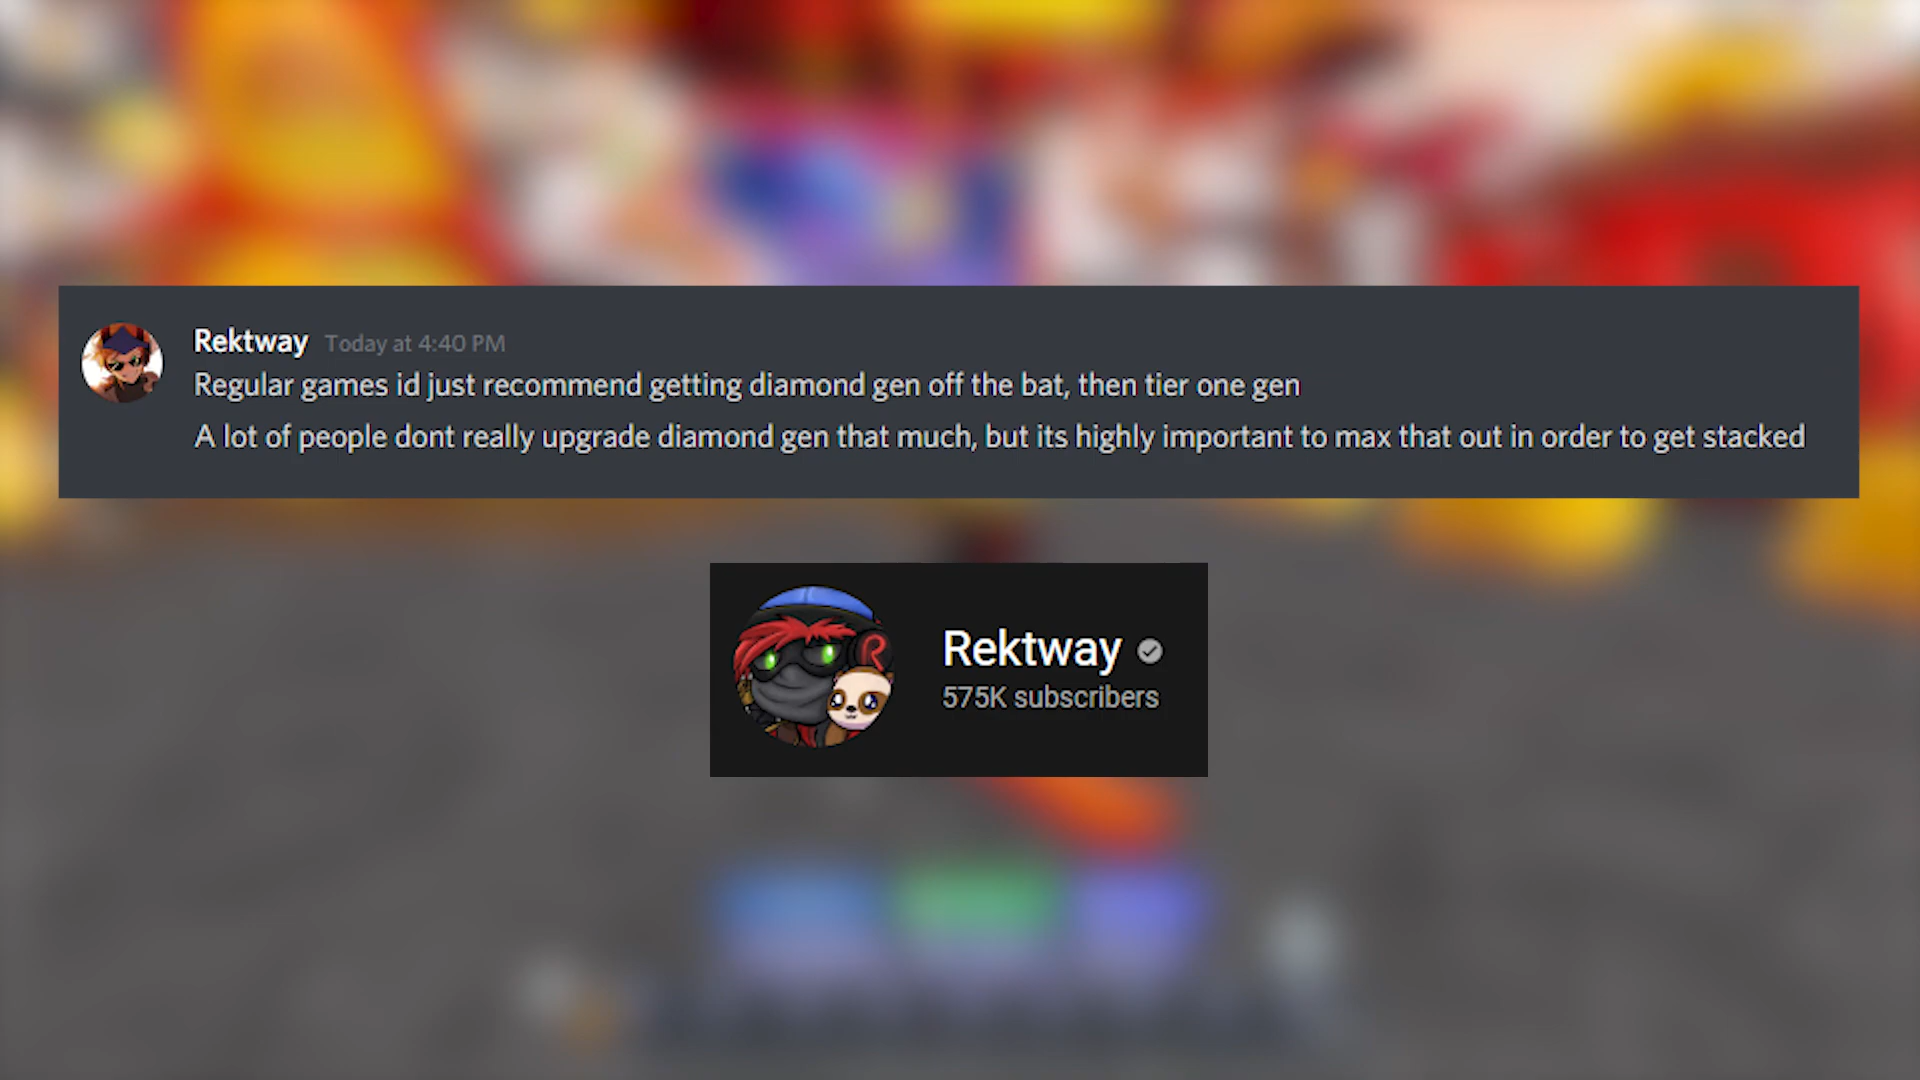 Rektway Today at 4:40 PM
Regular games id just recommend getting diamond gen off the bat, then tier one gen
A lot of people dont really upgrade diamond gen that much, but its highly important to max that out in order to get stacked
R
Rektway
575K subscribers